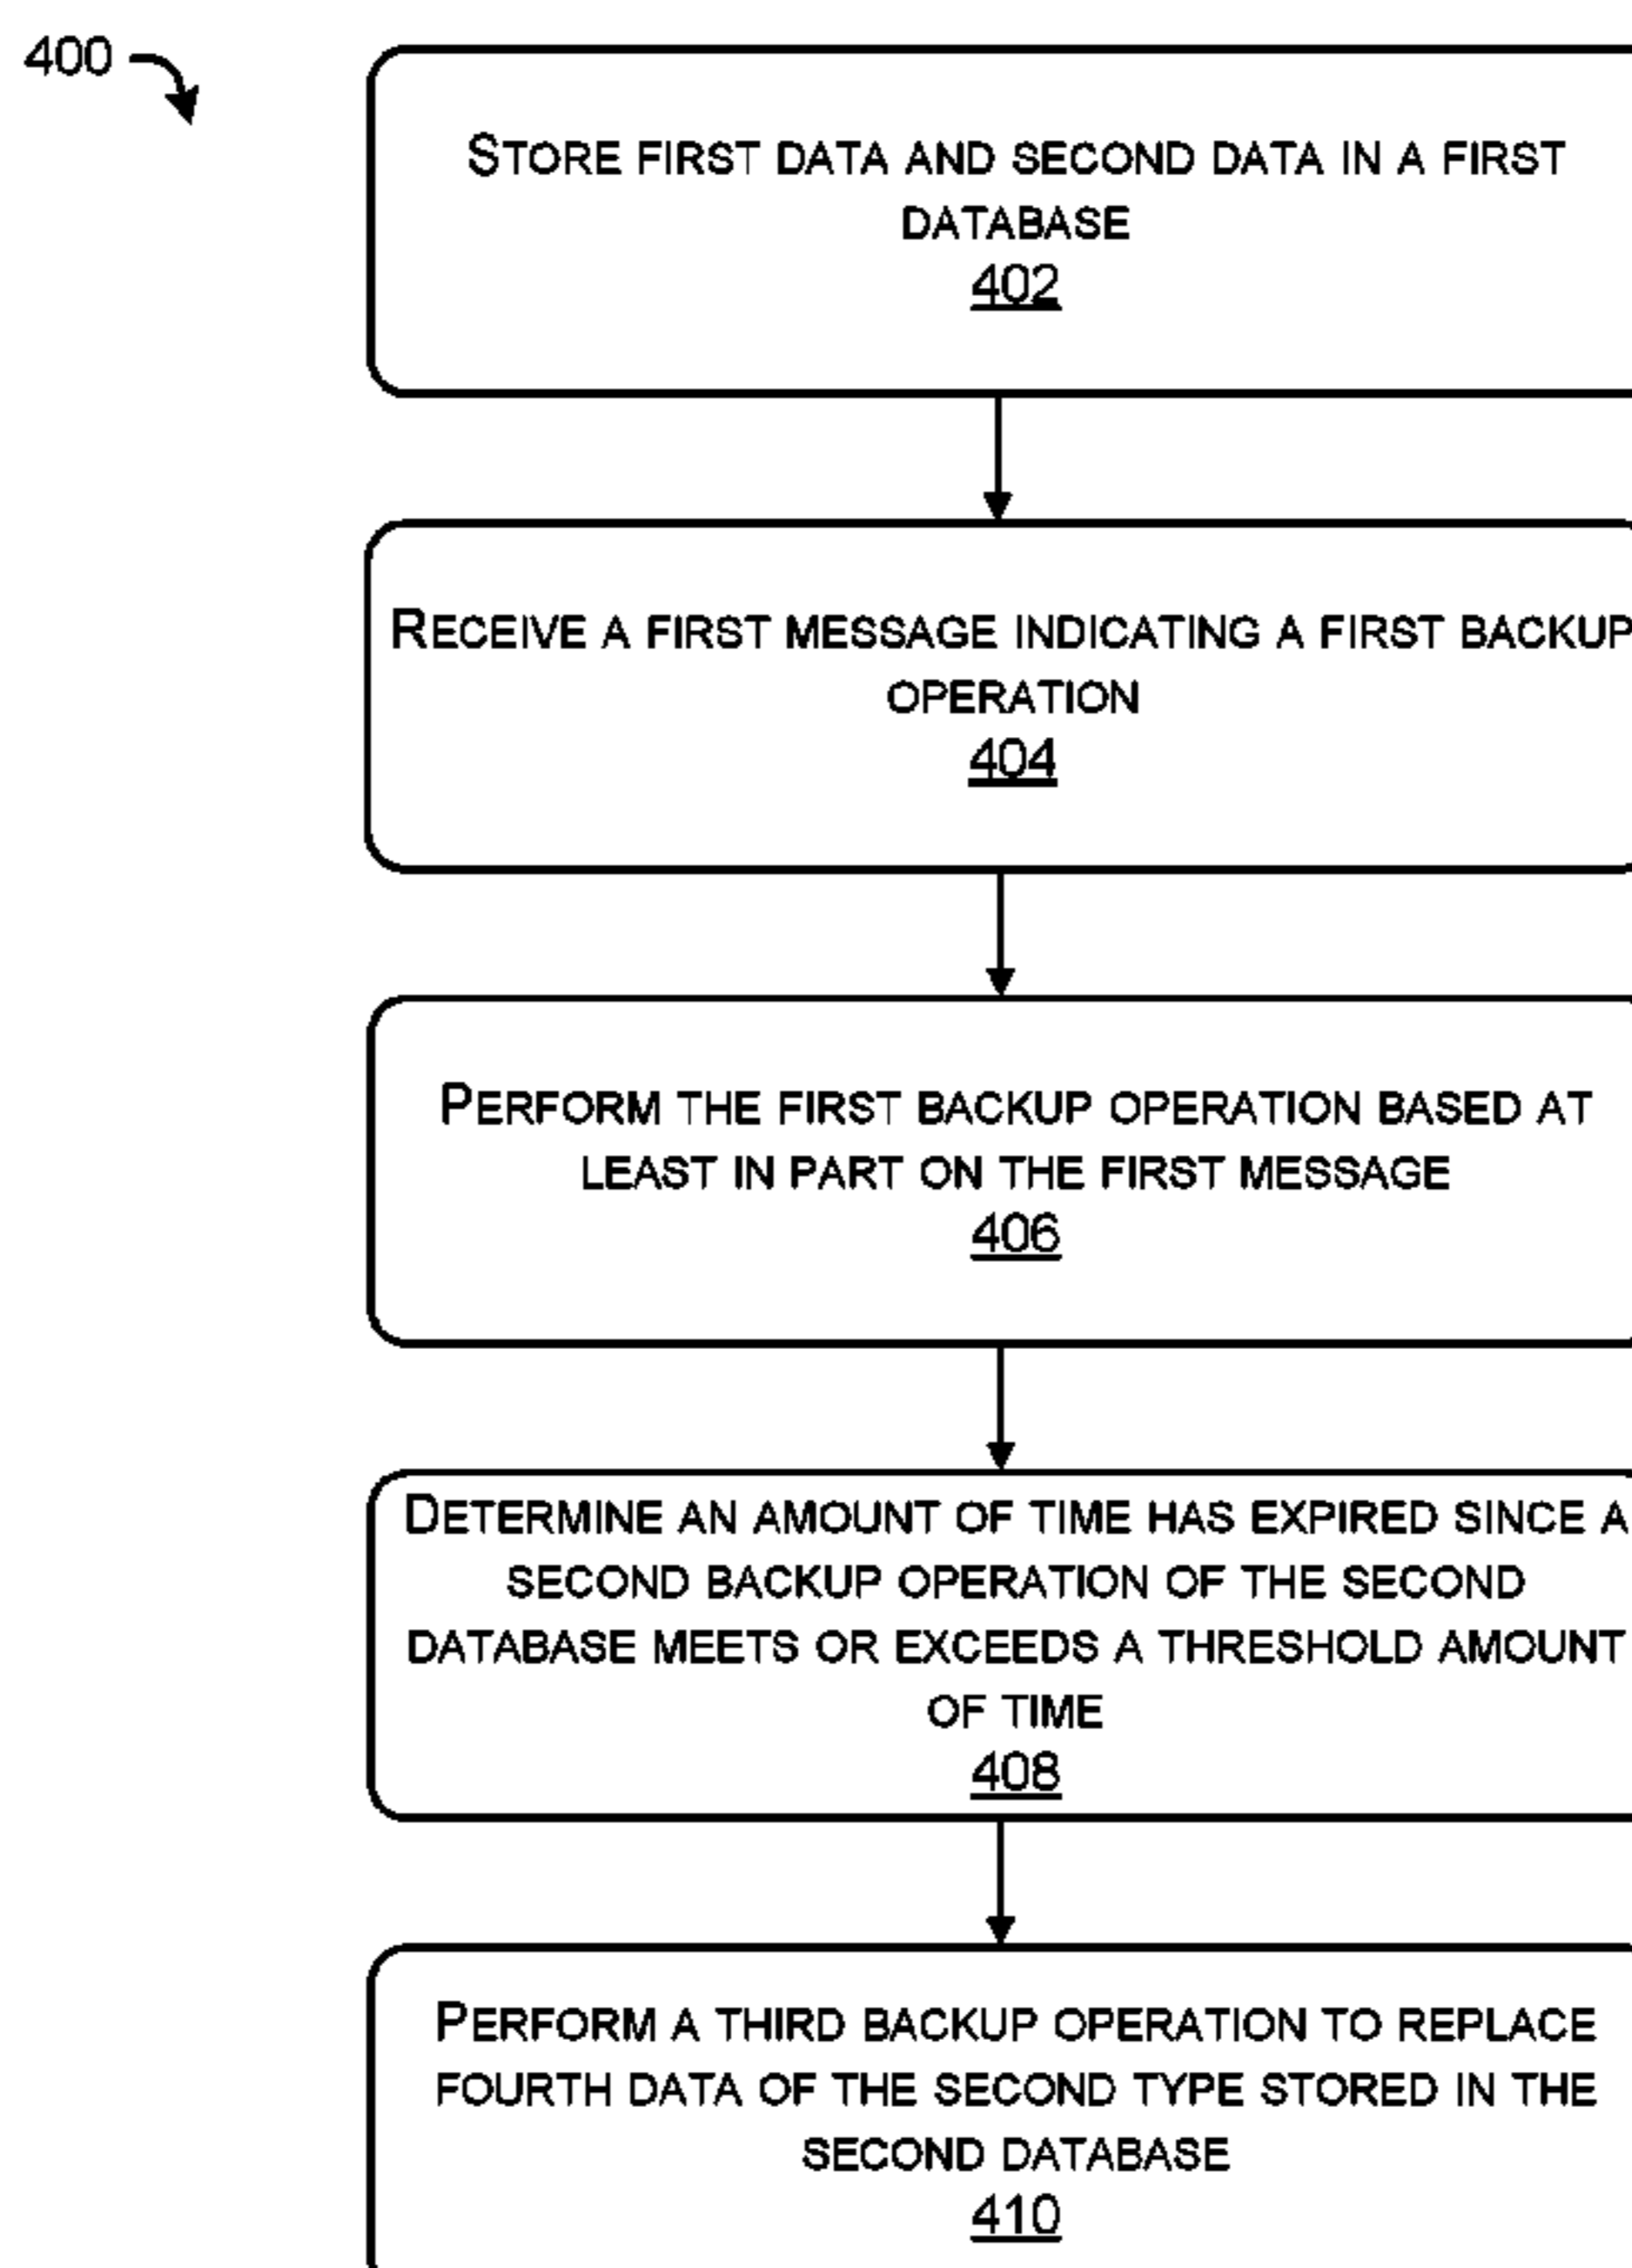 400
STORE FIRST DATA AND SECOND DATA IN A FIRST
DATABASE
402
RECEIVE A FIRST MESSAGE INDICATING A FIRST BACKUP
OPERATION
404
PERFORM THE FIRST BACKUP OPERATION BASED AT
LEAST IN PART ON THE FIRST MESSAGE
406
DETERMINE AN AMOUNT OF TIME HAS EXPIRED SINCE A
SECOND BACKUP OPERATION OF THE SECOND
DATABASE MEETS OR EXCEEDS A THRESHOLD AMOUNT
OF TIME
408
PERFORM A THIRD BACKUP OPERATION TO REPLACE
FOURTH DATA OF THE SECOND TYPE STORED IN THE
SECOND DATABASE
410